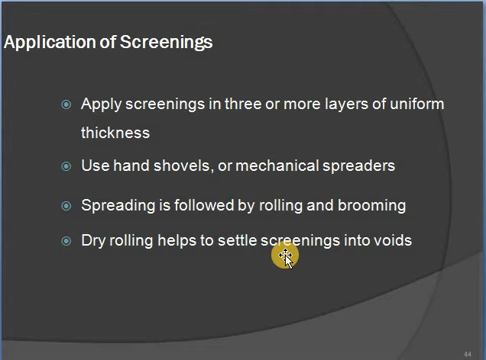 Application of Screenings
Apply screenings in three or more layers of uniform
thickness
Use hand shovels, or mechanical spreaders
Spreading is followed by rolling and brooming
Dry rolling helps to settle screenings into voids
44